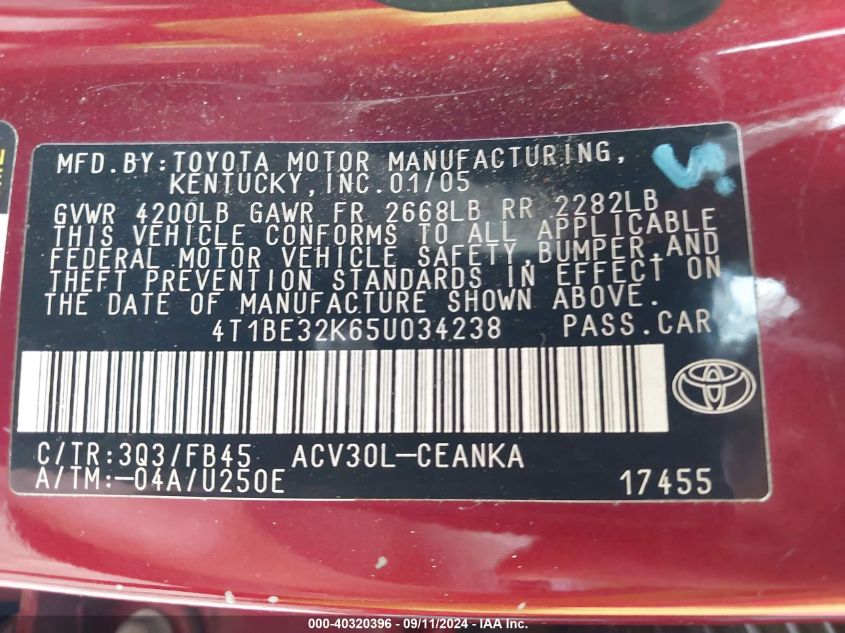 MFD.BY:TOYOTA MOTOR MANUFACTURING,
KENTUCKY,INC.01/05
GVWR 4200LB GAWR FR 2668LB RR 2282LB
THIS VEHICLE CONFORMS TO ALL APPLICABLE
FEDERAL MOTOR VEHICLE SAFETY,BUMPER,AND
THEFT PREVENTION STANDARDS IN EFFECT ON
THE DATE OF MANUFACTURE SHOWN ABOVE.
4T1BE32K65U034238 PASS.CAR
C/TR:3Q3/FB45 ACV30L-CEANKA
A/TM:-04A/U250E 17455
000-40320396 - 09/11/2024 - IAAI.COM